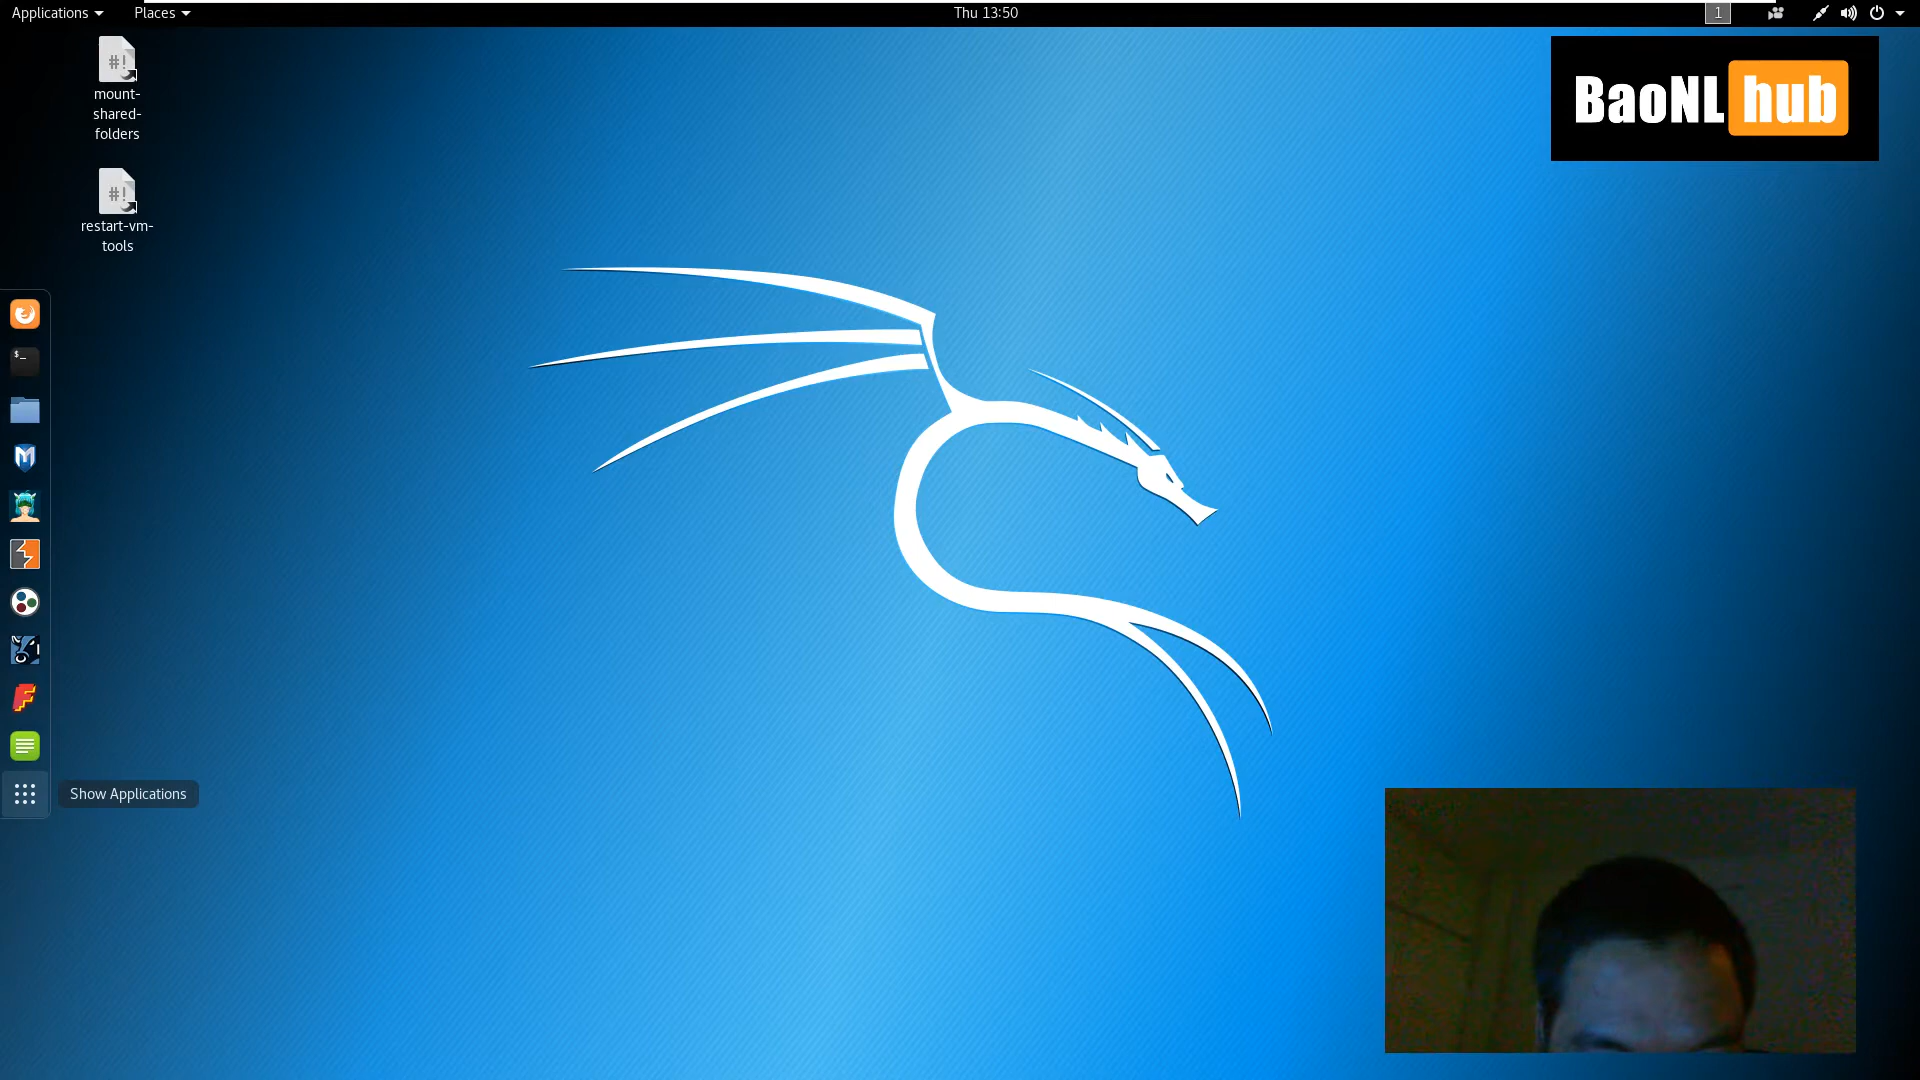 Applications
Places
Thu 13:50
1
mount-
shared-
folders
restart-vm-
tools
BaoNL hub
#!
#!
$_
Show Applications